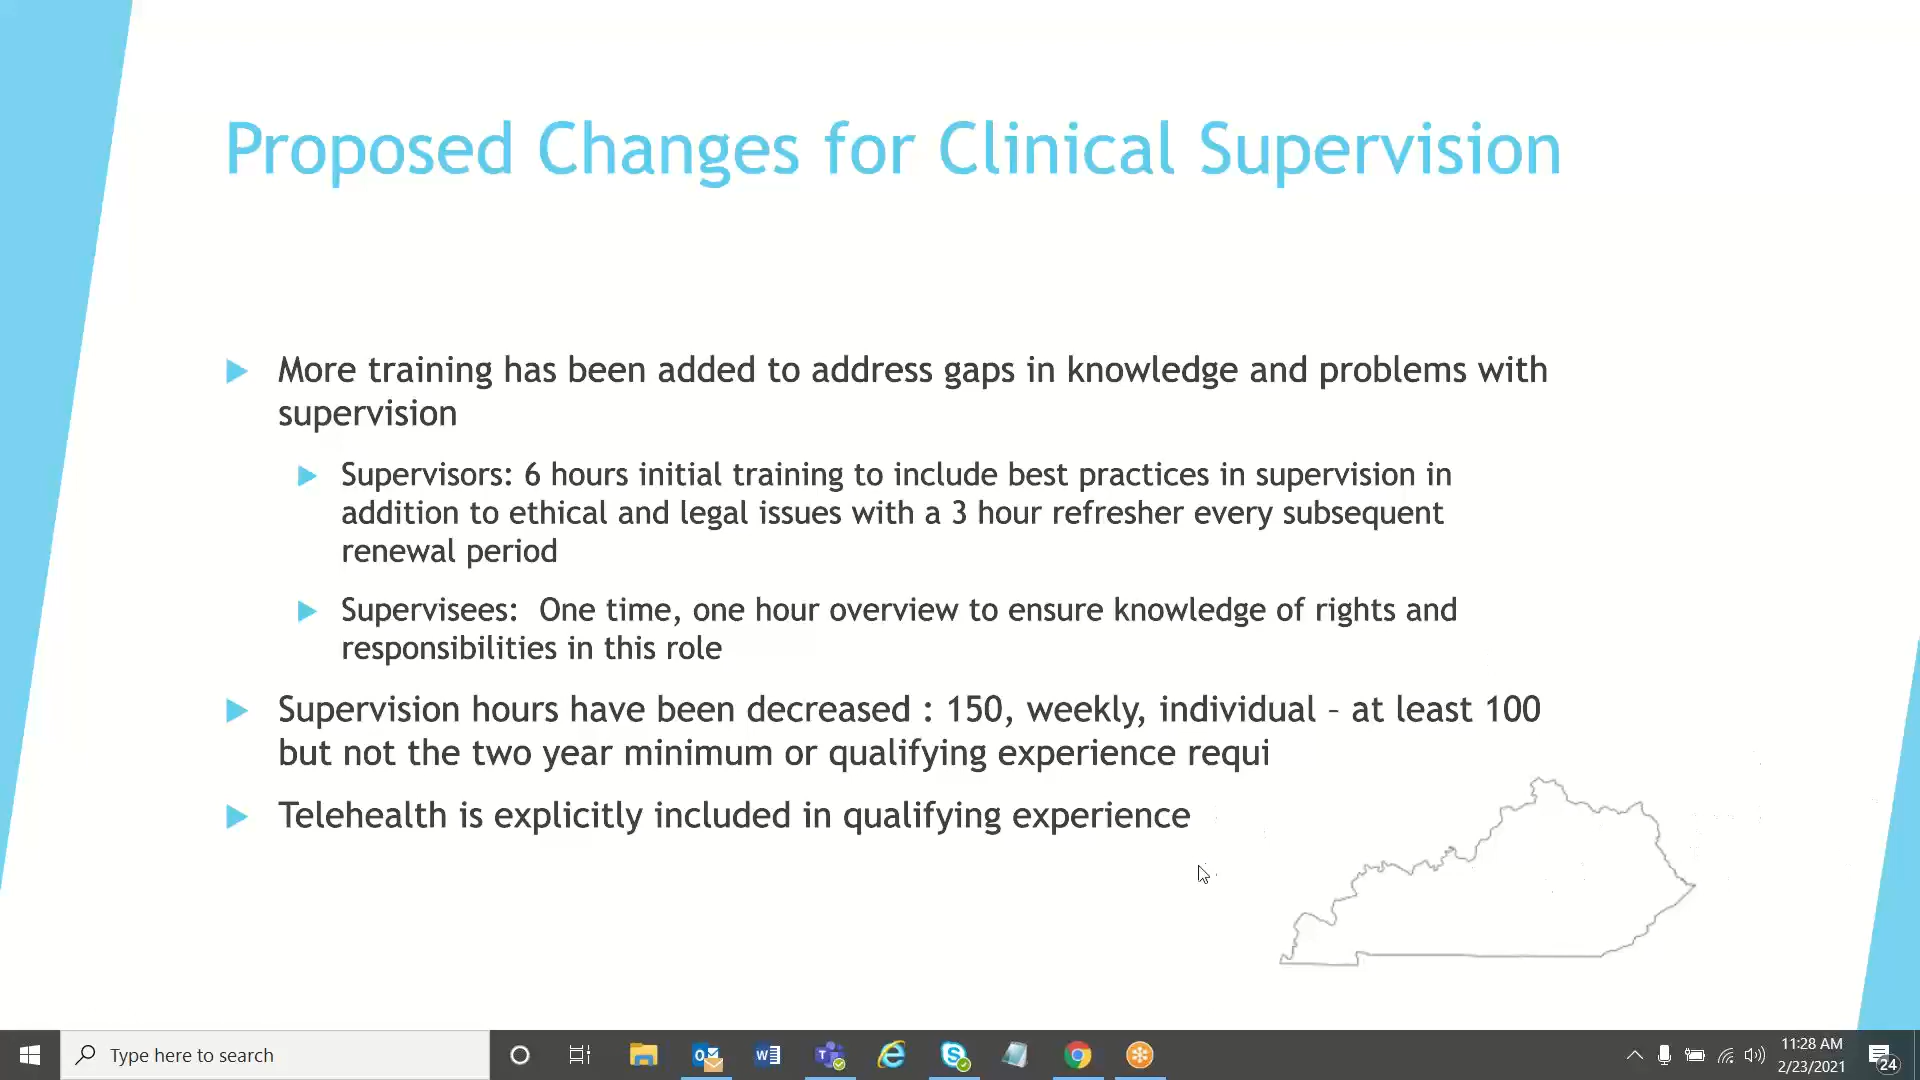 Proposed Changes for Clinical Supervision
More training has been added to address gaps in knowledge and problems with
supervision
Supervisors: 6 hours initial training to include best practices in supervision in
addition to ethical and legal issues with a 3 hour refresher every subsequent
renewal period
Supervisees:  One time, one hour overview to ensure knowledge of rights and
responsibilities in this role
Supervision hours have been decreased : 150, weekly, individual – at least 100
but not the two year minimum or qualifying experience requi
Telehealth is explicitly included in qualifying experience
Type here to search
11:28 AM
2/23/2021
24